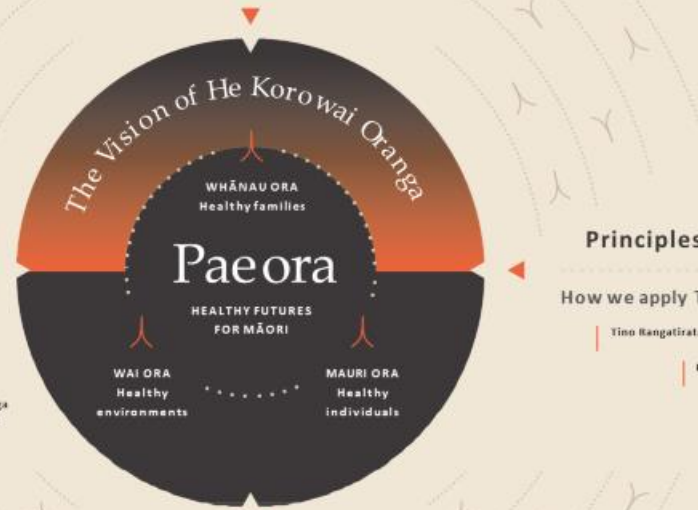 The Vision of He Korowai Oranga
WHĀNAU ORA
Healthy families
Pae ora
HEALTHY FUTURES
FOR MĀORI
WAI ORA
Healthy
environments
MAURI ORA
Healthy
individuals
Principles
How we apply
Tino